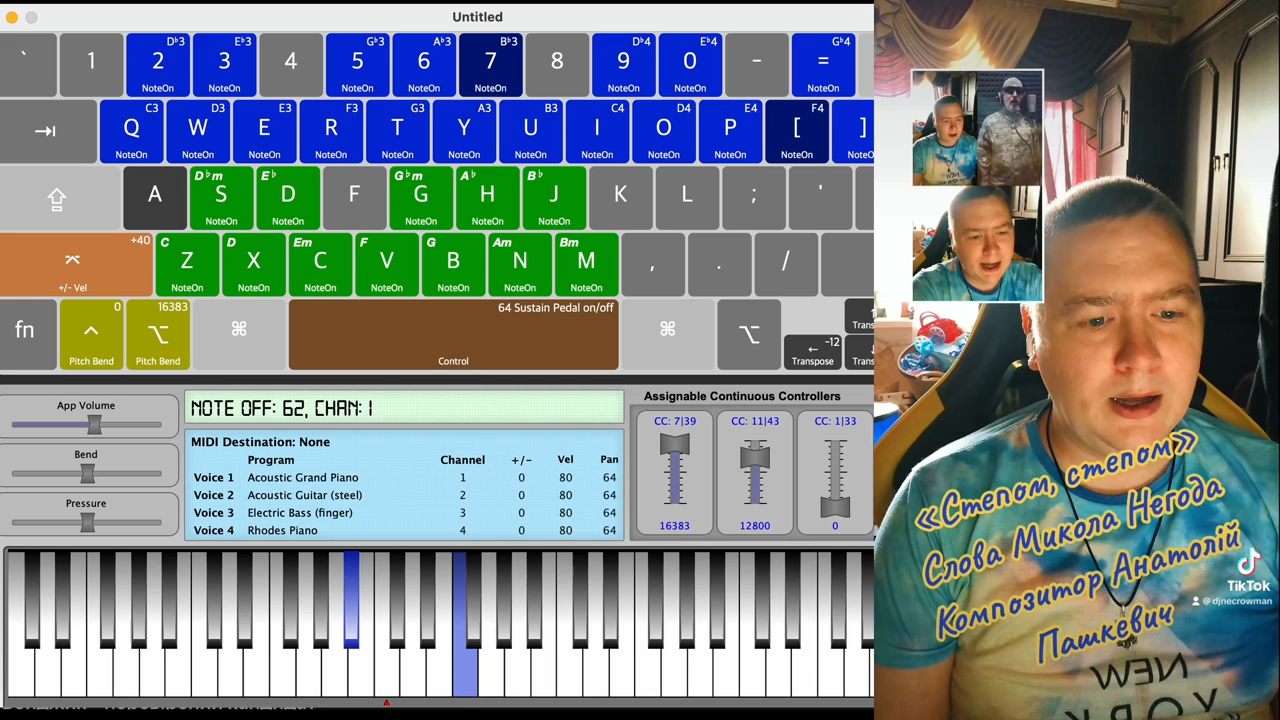 Untitled
` 1 2 D♭3 NoteOn 3 E♭3 NoteOn 4 5 G♭3 NoteOn 6 A♭3 NoteOn 7 B♭3 NoteOn 8 9 D♭4 NoteOn 0 E♭4 NoteOn - = G♭4 NoteOn
Q C3 NoteOn W D3 NoteOn E E3 NoteOn R F3 NoteOn T G3 NoteOn Y A3 NoteOn U B3 NoteOn I C4 NoteOn O D4 NoteOn P E4 NoteOn [ F4 NoteOn ] NoteOn
A S D♭m NoteOn D E♭ NoteOn F G G♭m NoteOn H A♭ NoteOn J B♭ NoteOn K L ; '
+40 +/- Vel Z C NoteOn X D NoteOn C Em NoteOn V F NoteOn B G NoteOn N Am NoteOn M Bm NoteOn , . /
fn 0 Pitch Bend 16383 Pitch Bend ⌘ 64 Sustain Pedal on/off Control ⌘ -12 Transpose
App Volume
Bend
Pressure
NOTE OFF: 62, CHAN: 1
MIDI Destination: None
Program Channel +/- Vel Pan
Voice 1 Acoustic Grand Piano 1 0 80 64
Voice 2 Acoustic Guitar (steel) 2 0 80 64
Voice 3 Electric Bass (finger) 3 0 80 64
Voice 4 Rhodes Piano 4 0 80 64
Assignable Continuous Controllers
CC: 7|39 CC: 11|43 CC: 1|33
16383 12800 0
«Степом, степом»
Слова Микола Негода
Композитор Анатолій
Пашкевич
TikTok
@djnecrowman
NEW
YORK